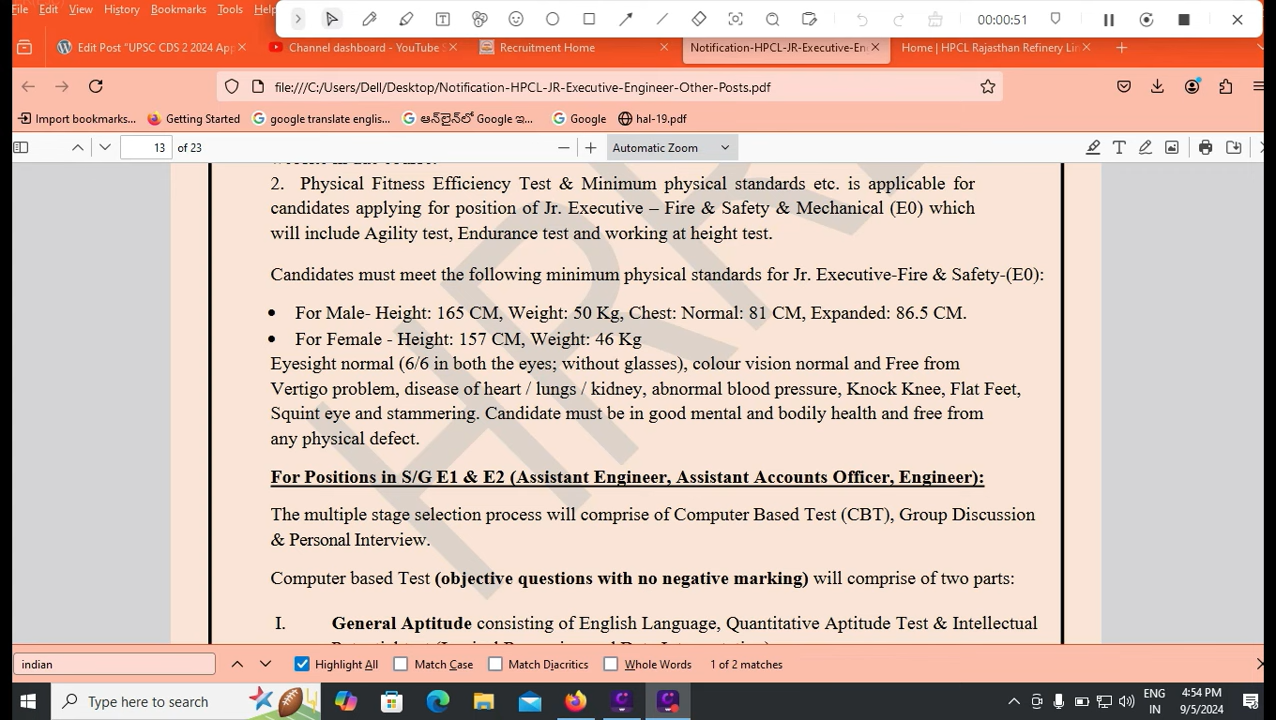 File Edit View History Bookmarks Tools Help
00:00:51
Edit Post "UPSC CDS 2 2024 App
Channel dashboard - YouTube S
Recruitment Home
Notification-HPCL-JR-Executive-En
Home | HPCL Rajasthan Refinery Li
file:///C:/Users/Dell/Desktop/Notification-HPCL-JR-Executive-Engineer-Other-Posts.pdf
Import bookmarks...
Getting Started
google translate englis...
ఆన్‌లైన్‌లో Google ఇ...
Google
hal-19.pdf
13 of 23
Automatic Zoom
2. Physical Fitness Efficiency Test & Minimum physical standards etc. is applicable for
candidates applying for position of Jr. Executive – Fire & Safety & Mechanical (E0) which
will include Agility test, Endurance test and working at height test.
Candidates must meet the following minimum physical standards for Jr. Executive-Fire & Safety-(E0):
• For Male- Height: 165 CM, Weight: 50 Kg, Chest: Normal: 81 CM, Expanded: 86.5 CM.
• For Female - Height: 157 CM, Weight: 46 Kg
Eyesight normal (6/6 in both the eyes; without glasses), colour vision normal and Free from
Vertigo problem, disease of heart / lungs / kidney, abnormal blood pressure, Knock Knee, Flat Feet,
Squint eye and stammering. Candidate must be in good mental and bodily health and free from
any physical defect.
For Positions in S/G E1 & E2 (Assistant Engineer, Assistant Accounts Officer, Engineer):
The multiple stage selection process will comprise of Computer Based Test (CBT), Group Discussion
& Personal Interview.
Computer based Test (objective questions with no negative marking) will comprise of two parts:
I. General Aptitude consisting of English Language, Quantitative Aptitude Test & Intellectual
indian
Highlight All
Match Case
Match Diacritics
Whole Words
1 of 2 matches
Type here to search
ENG
IN
4:54 PM
9/5/2024